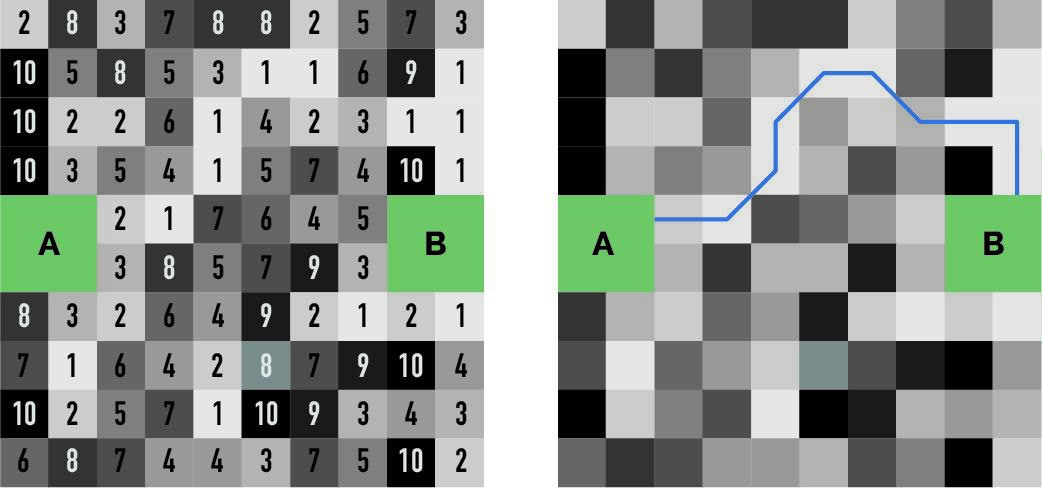 2 8 3 7 8 8 2 5 7 3
10 5 8 5 3 1 1 6 9 1
10 2 2 6 1 4 2 3 1 1
10 3 5 4 1 5 7 4 10 1
2 1 7 6 4 5
A B A B
3 8 5 7 9 3
8 3 2 6 4 9 2 1 2 1
7 1 6 4 2 8 7 9 10 4
10 2 5 7 1 10 9 3 4 3
6 8 7 4 4 3 7 5 10 2